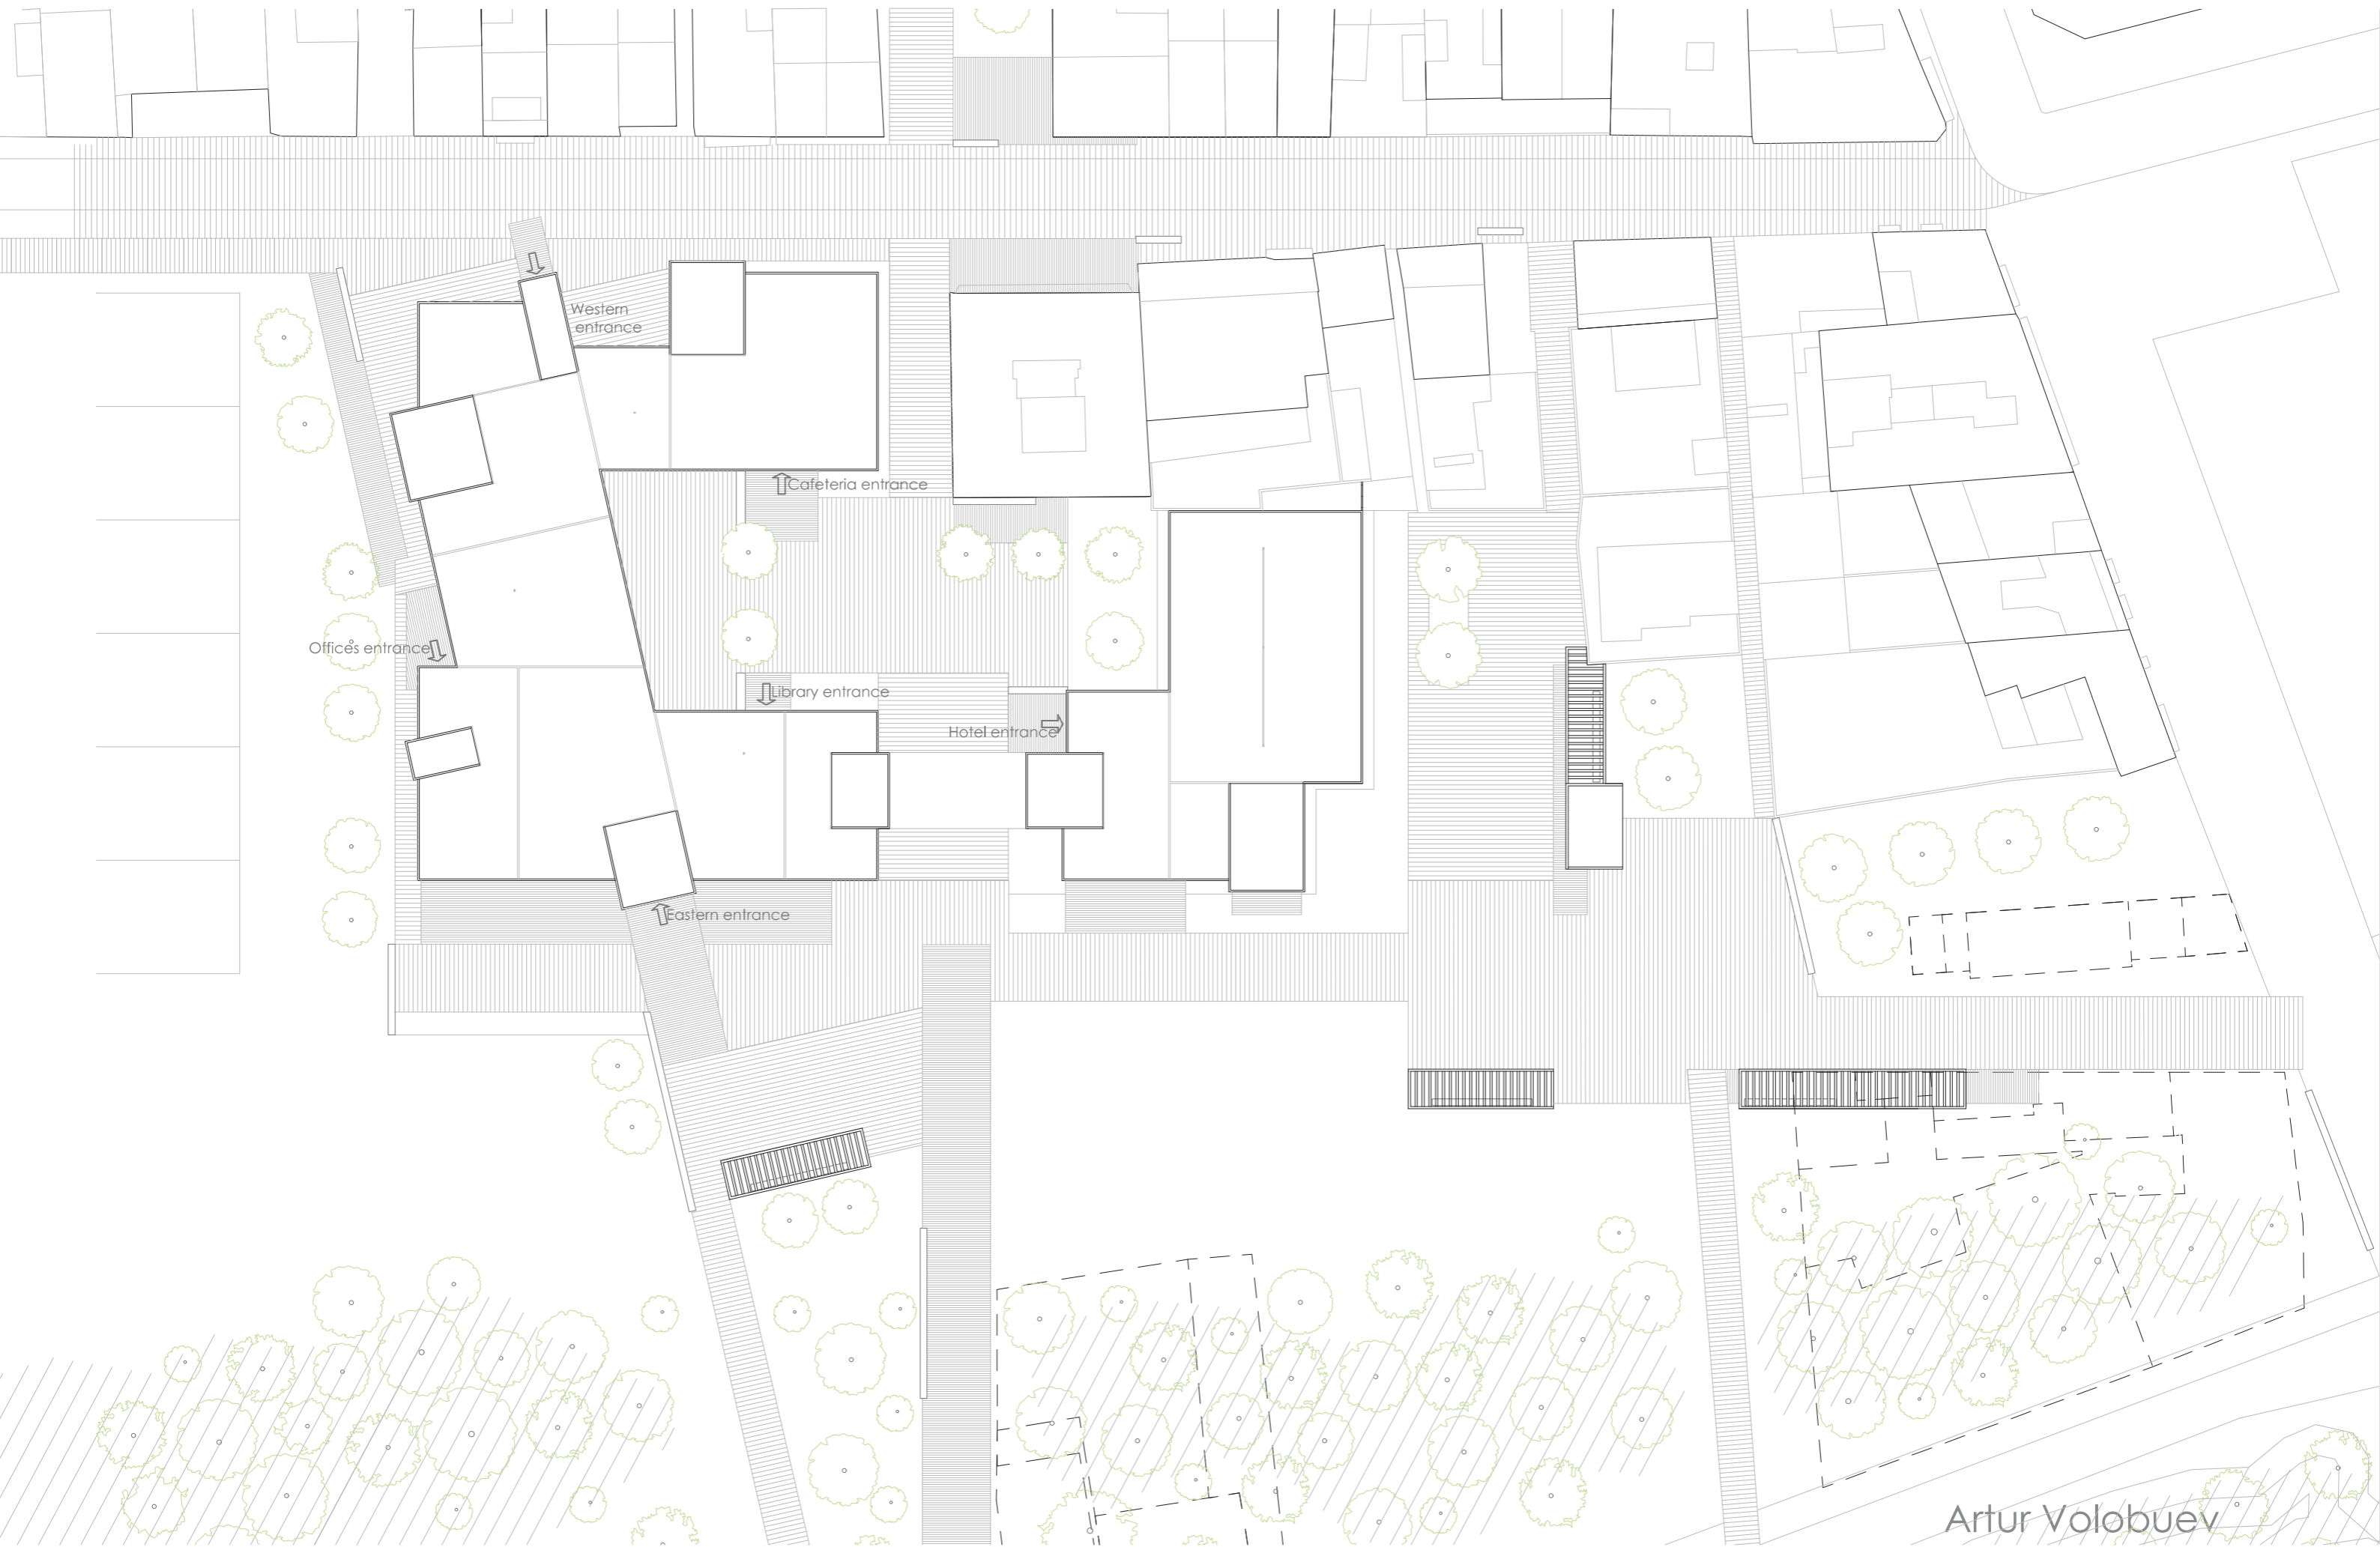 Western
entrance
Cafeteria entrance
Offices entrance
Library entrance
Hotel entrance
Eastern entrance
Artur Volobuev